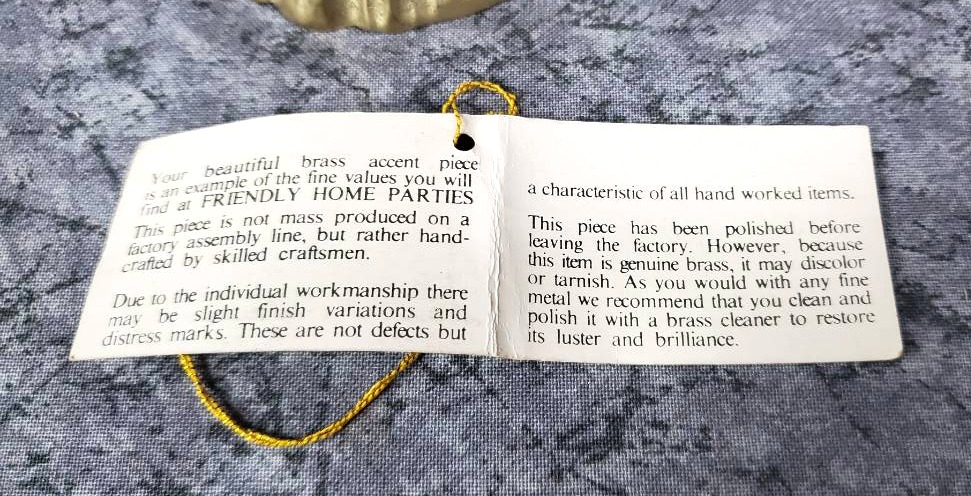 Your beautiful brass accent piece
is an example of the fine values you will
find at FRIENDLY HOME PARTIES
This piece is not mass produced on a
factory assembly line, but rather hand-
crafted by skilled craftsmen.
Due to the individual workmanship there
may be slight finish variations and
distress marks. These are not defects but
a characteristic of all hand worked items.
This piece has been polished before
leaving the factory. However, because
this item is genuine brass, it may discolor
or tarnish. As you would with any fine
metal we recommend that you clean and
polish it with a brass cleaner to restore
its luster and brilliance.